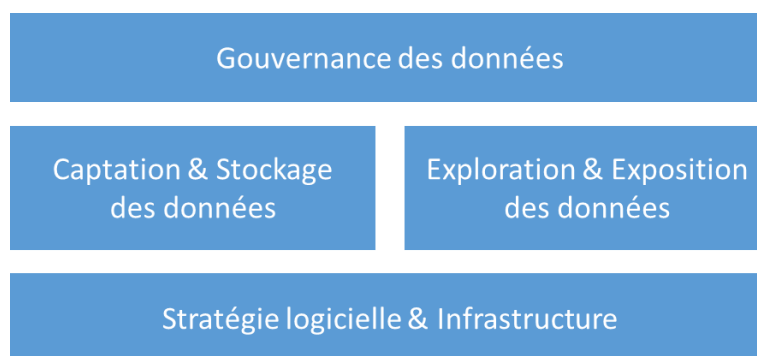 Gouvernance des données
Captation & Stockage
des données
Exploration & Exposition
des données
Stratégie logicielle & Infrastructure